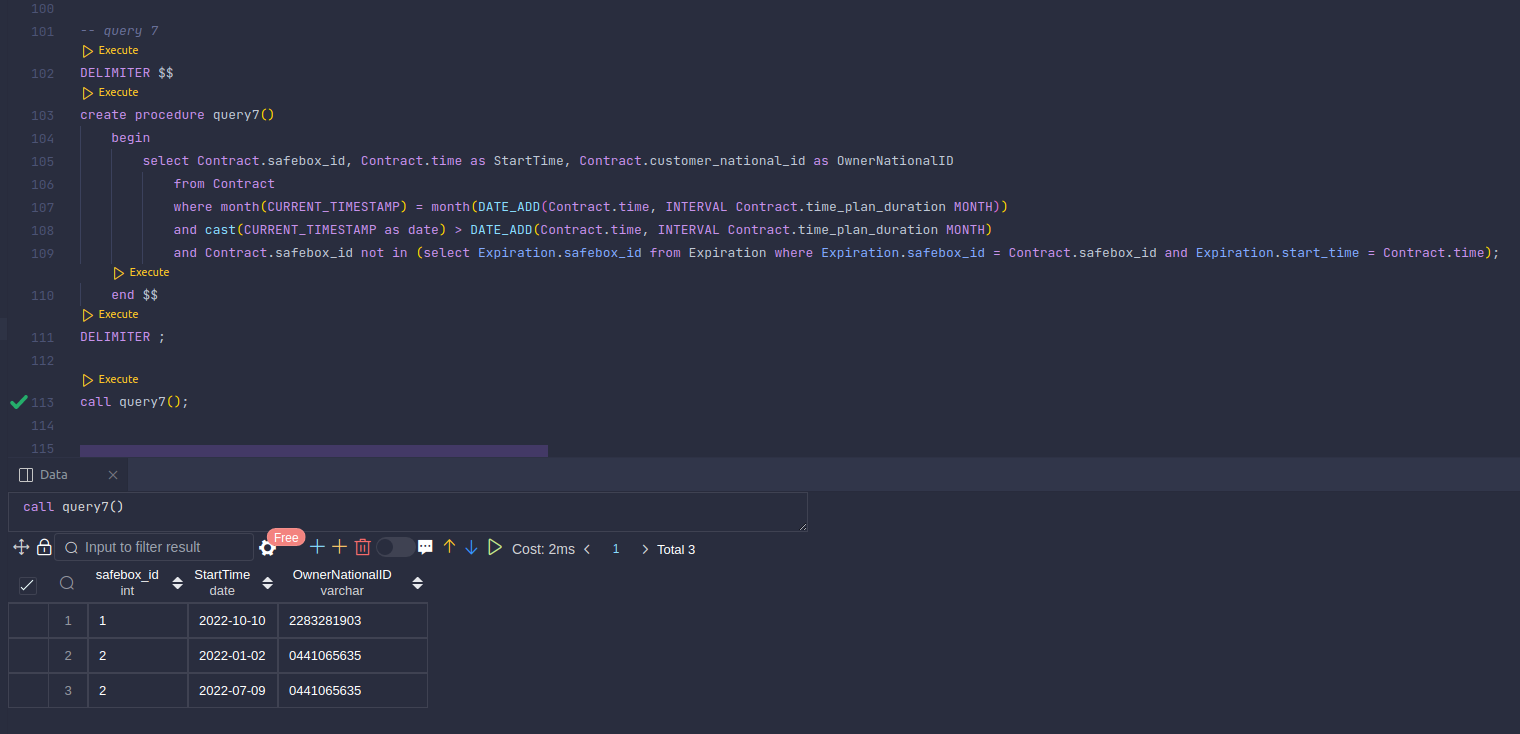 100
101 -- query 7
Execute
102 DELIMITER $$
Execute
103 create procedure query7()
104 begin
105 select Contract.safebox_id, Contract.time as StartTime, Contract.customer_national_id as OwnerNationalID
106 from Contract
107 where month(CURRENT_TIMESTAMP) = month(DATE_ADD(Contract.time, INTERVAL Contract.time_plan_duration MONTH))
108 and cast(CURRENT_TIMESTAMP as date) > DATE_ADD(Contract.time, INTERVAL Contract.time_plan_duration MONTH)
109 and Contract.safebox_id not in (select Expiration.safebox_id from Expiration where Expiration.safebox_id = Contract.safebox_id and Expiration.start_time = Contract.time);
Execute
110 end $$
Execute
111 DELIMITER ;
112
Execute
113 call query7();
114
115
Data
call query7()
Input to filter result Free Cost: 2ms 1 Total 3
safebox_id StartTime OwnerNationalID
int date varchar
1 1 2022-10-10 2283281903
2 2 2022-01-02 0441065635
3 2 2022-07-09 0441065635